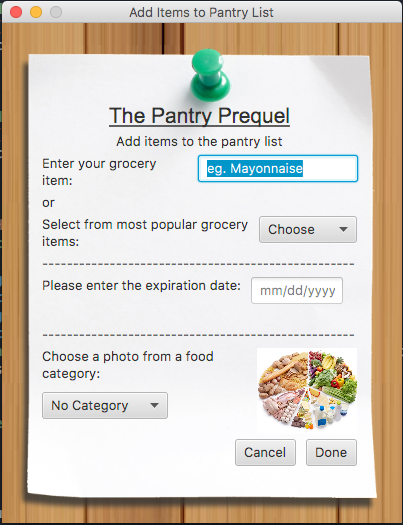 Add Items to Pantry List
The Pantry Prequel
Add items to the pantry list
Enter your grocery
item:
eg. Mayonnaise
or
Select from most popular grocery
items:
Choose
Please enter the expiration date:
mm/dd/yyyy
Choose a photo from a food
category:
No Category
Cancel
Done